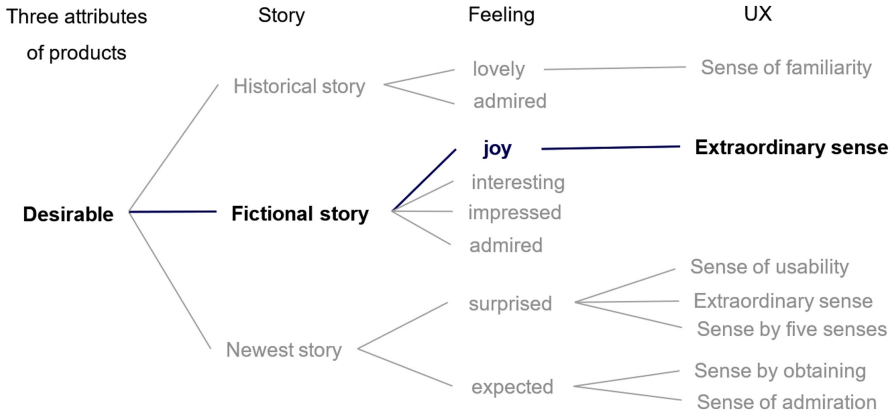 Three attributes
of products
Story
Feeling
UX
Historical story
lovely
Sense of familiarity
admired
joy
Extraordinary sense
Desirable
Fictional story
interesting
impressed
admired
Newest story
surprised
Sense of usability
Extraordinary sense
Sense by five senses
expected
Sense by obtaining
Sense of admiration